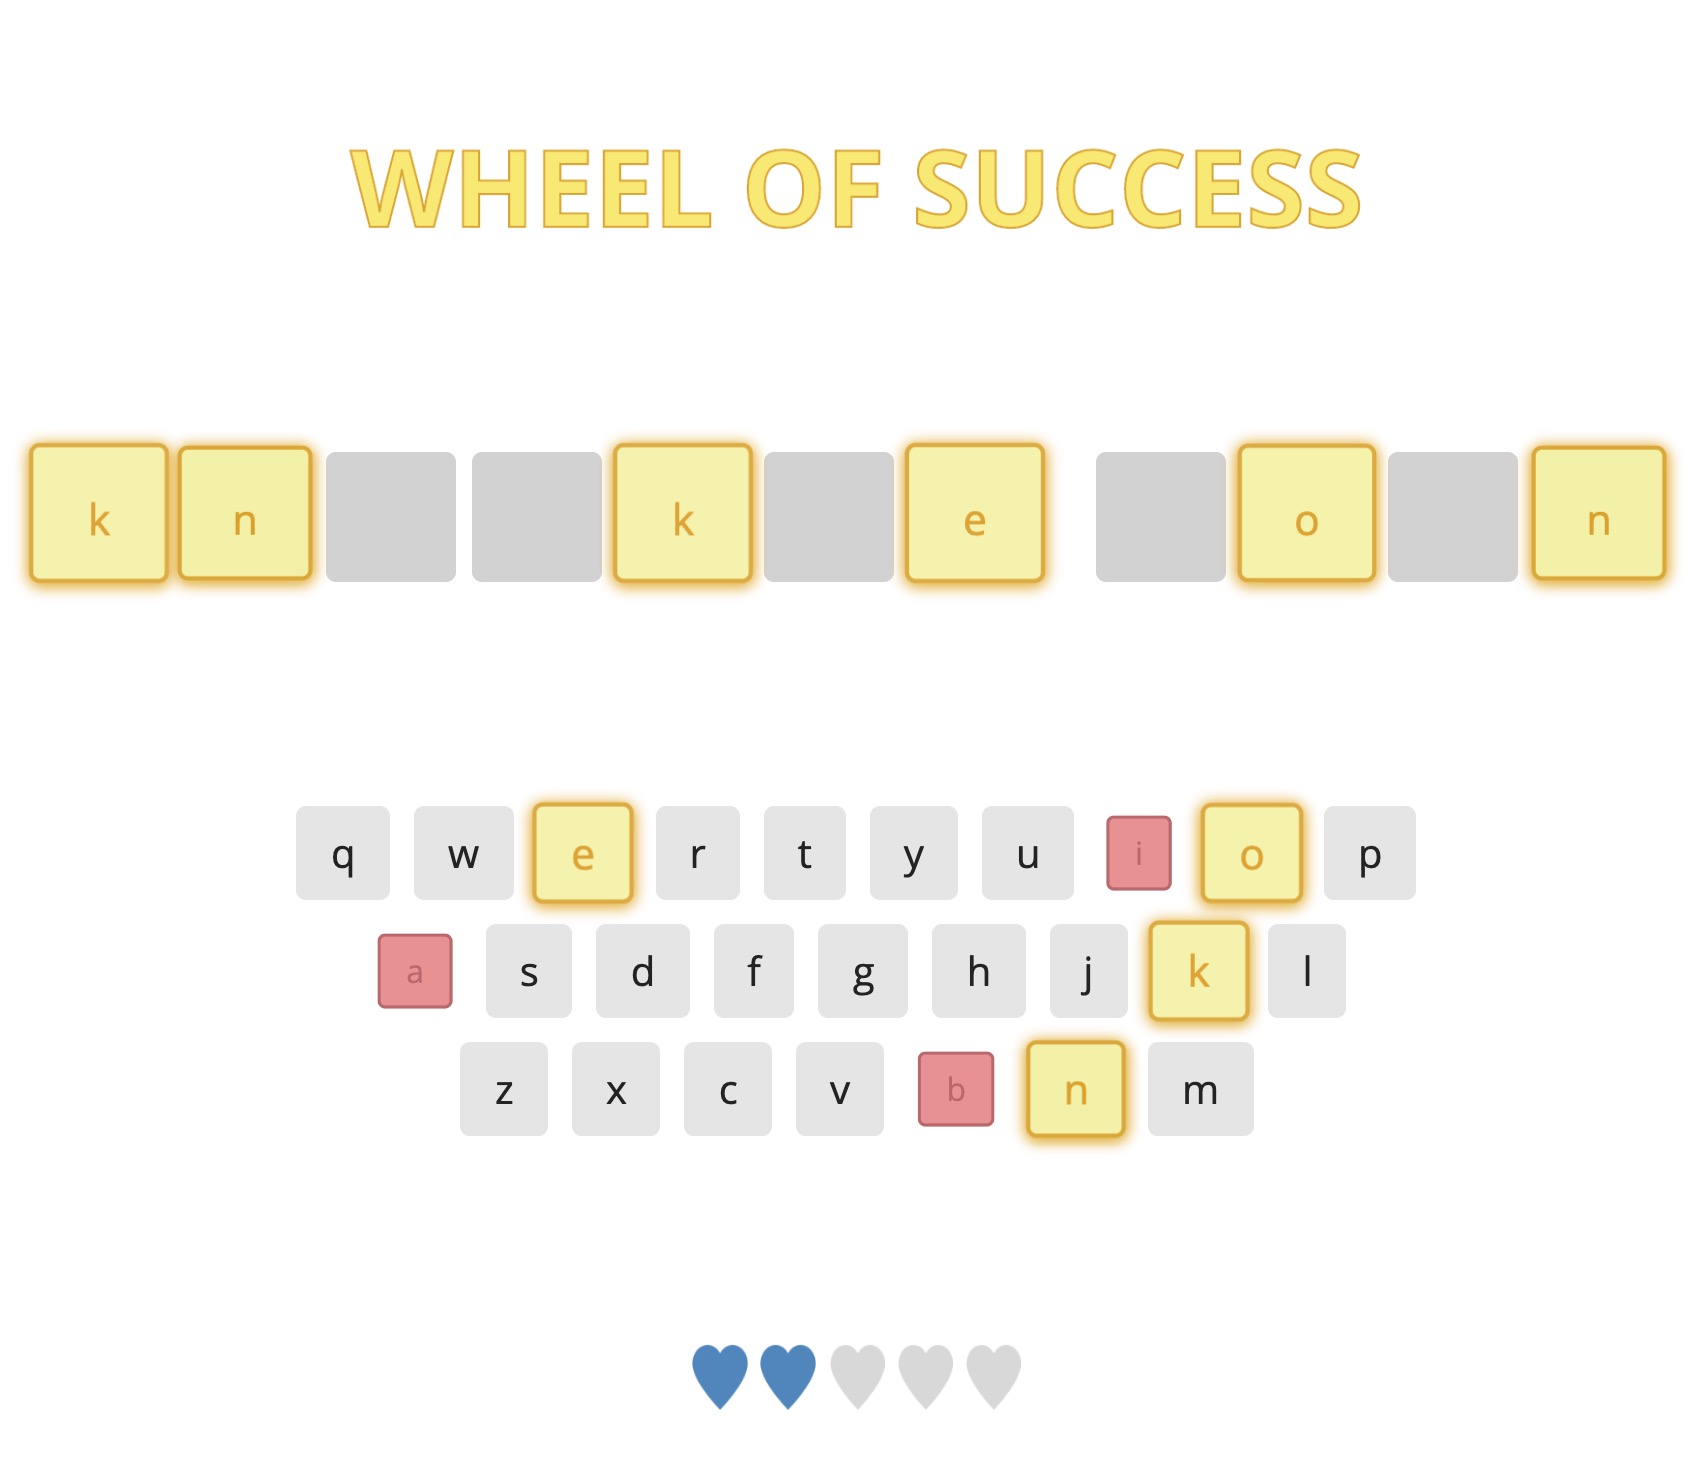 WHEEL OF SUCCESS
k n k e o n
q w e r t y u i o p
a s d f g h j k l
z x c v b n m